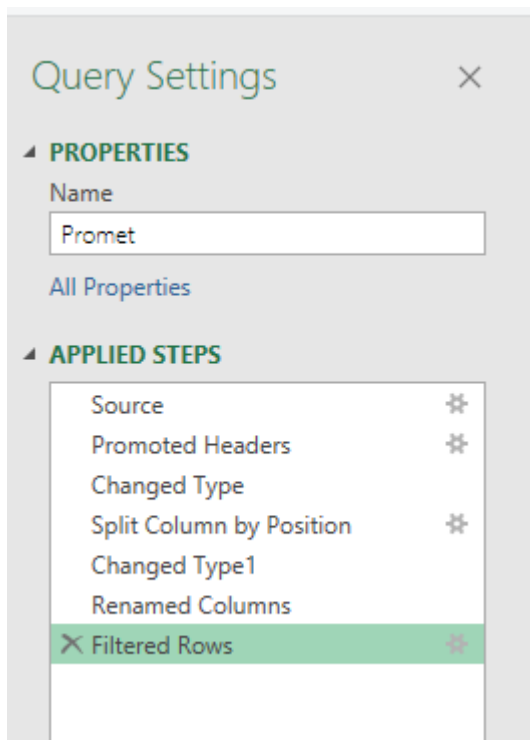 Query Settings
PROPERTIES
Name
Promet
All Properties
APPLIED STEPS
Source
Promoted Headers
Changed Type
Split Column by Position
Changed Type1
Renamed Columns
Filtered Rows